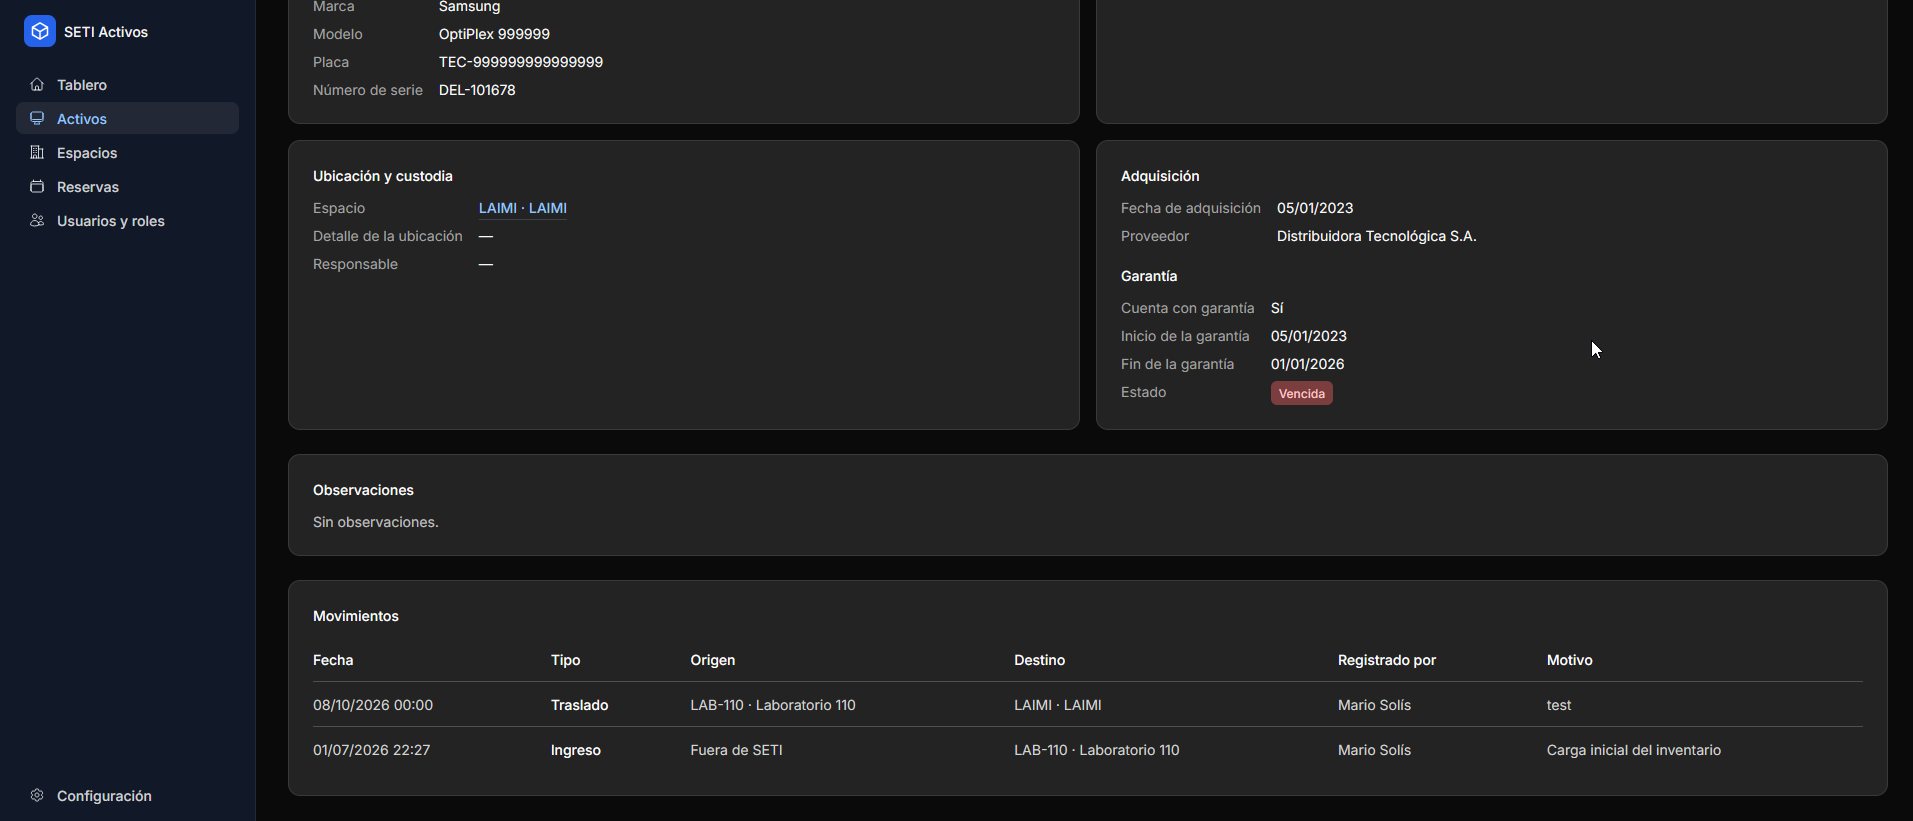 SETI Activos
Tablero
Activos
Espacios
Reservas
Usuarios y roles
Configuración
Marca Samsung
Modelo OptiPlex 999999
Placa TEC-999999999999999
Número de serie DEL-101678
Ubicación y custodia
Espacio LAIMI · LAIMI
Detalle de la ubicación —
Responsable —
Adquisición
Fecha de adquisición 05/01/2023
Proveedor Distribuidora Tecnológica S.A.
Garantía
Cuenta con garantía Sí
Inicio de la garantía 05/01/2023
Fin de la garantía 01/01/2026
Estado Vencida
Observaciones
Sin observaciones.
Movimientos
Fecha Tipo Origen Destino Registrado por Motivo
08/10/2026 00:00 Traslado LAB-110 · Laboratorio 110 LAIMI · LAIMI Mario Solís test
01/07/2026 22:27 Ingreso Fuera de SETI LAB-110 · Laboratorio 110 Mario Solís Carga inicial del inventario